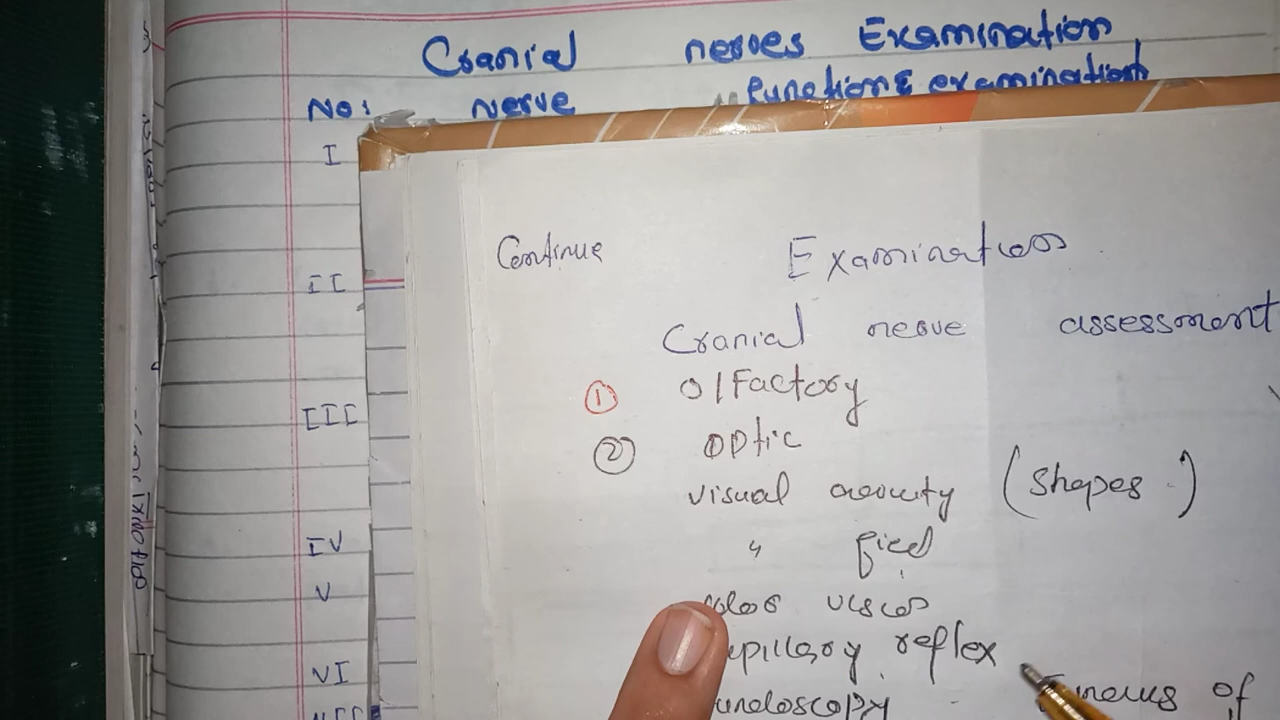 Cranial nerves Examination
No: nerve functions examination
I
II
III
IV
V
VI
Continue Examination
Cranial nerve assessment
① olfactory
② optic
visual acuity (shapes.)
" field
color vision
pupillary reflex
fundoscopy of